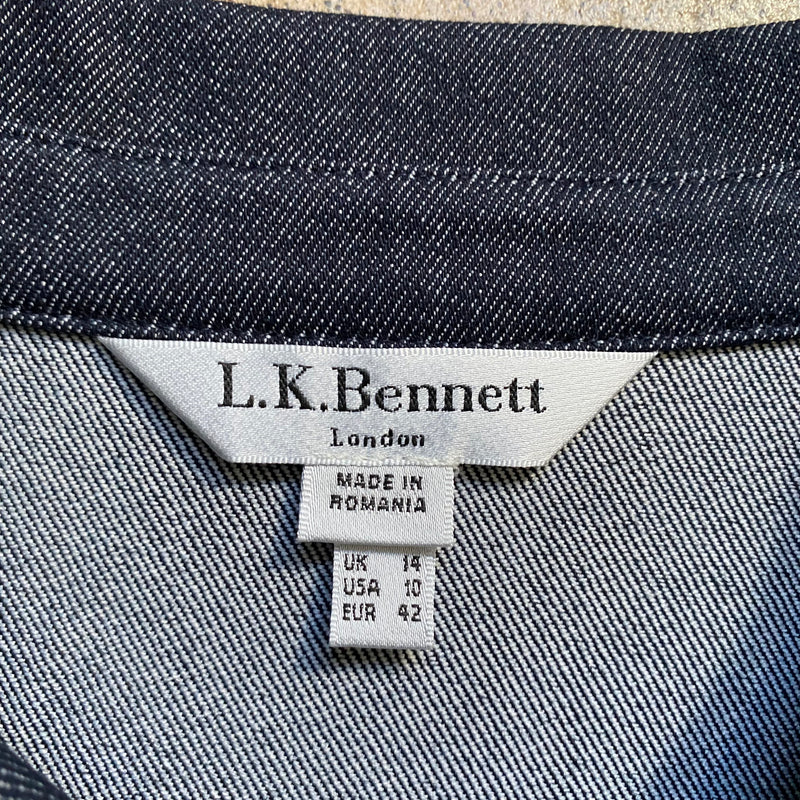 L.K.Bennett
London
MADE IN
ROMANIA
UK 14
USA 10
EUR 42